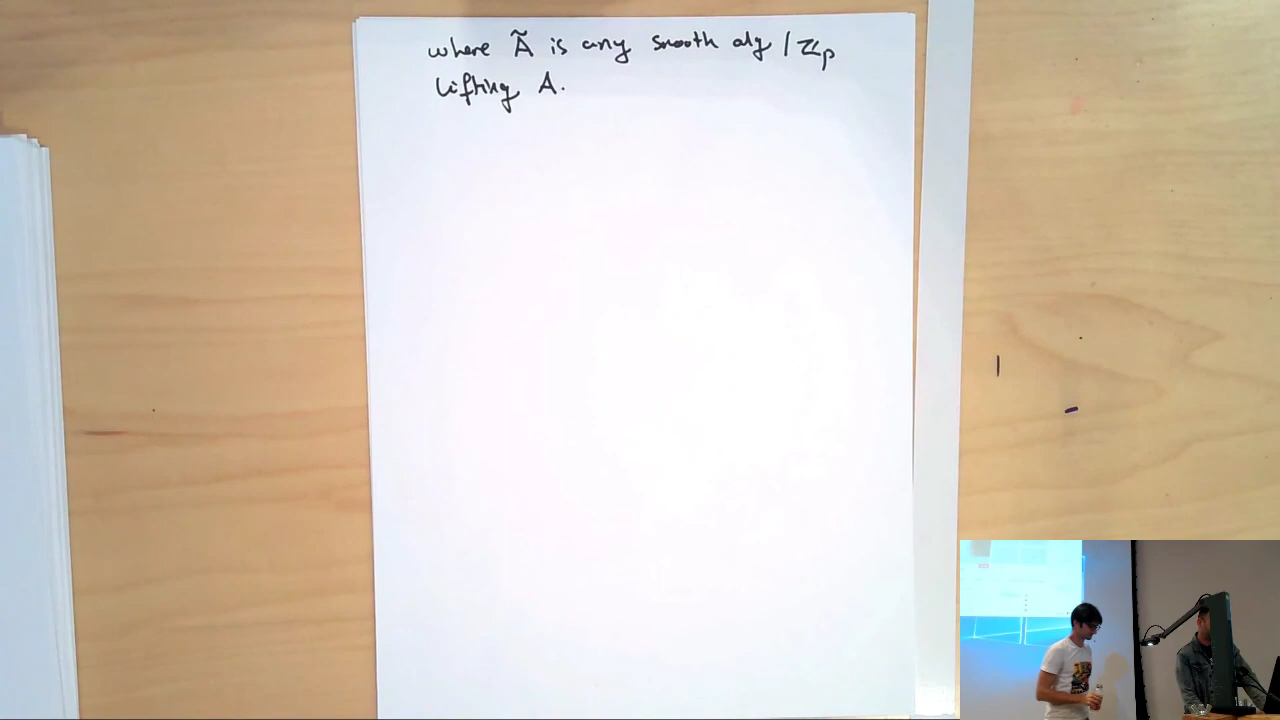 where Ã is any smooth alg / ℤp
lifting A.